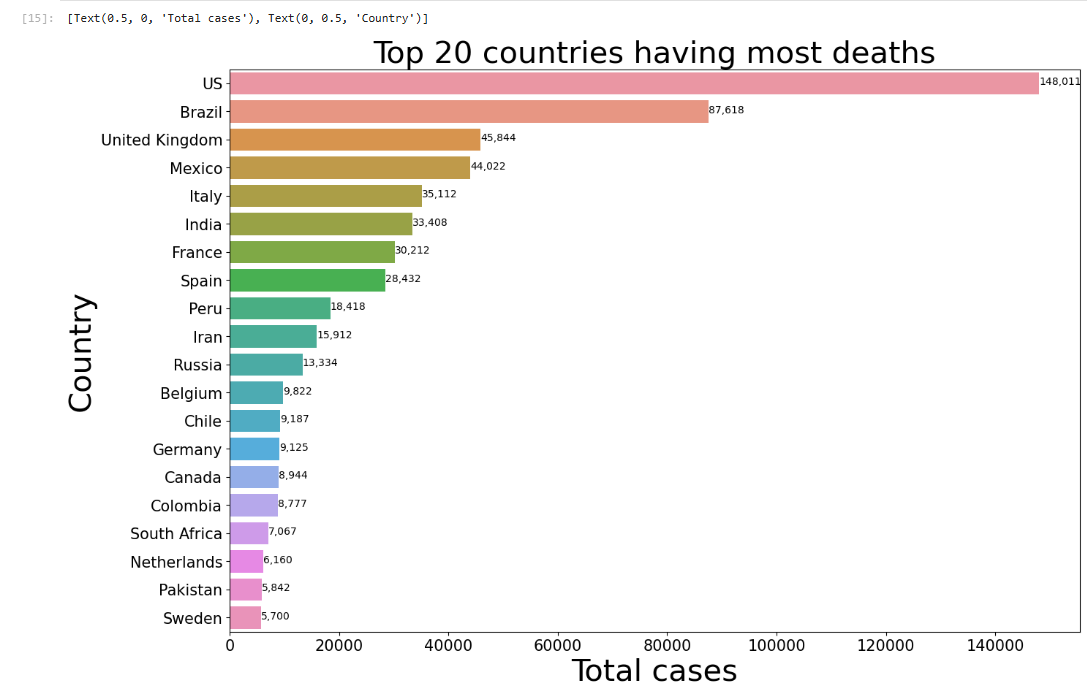 [15]: [Text(0.5, 0, 'Total cases'), Text(0, 0.5, 'Country')]
Top 20 countries having most deaths
US 148,011
Brazil 87,618
United Kingdom 45,844
Mexico 44,022
Italy 35,112
India 33,408
France 30,212
Spain 28,432
Peru 18,418
Iran 15,912
Russia 13,334
Belgium 9,822
Chile 9,187
Germany 9,125
Canada 8,944
Colombia 8,777
South Africa 7,067
Netherlands 6,160
Pakistan 5,842
Sweden 5,700
Country
0 20000 40000 60000 80000 100000 120000 140000
Total cases